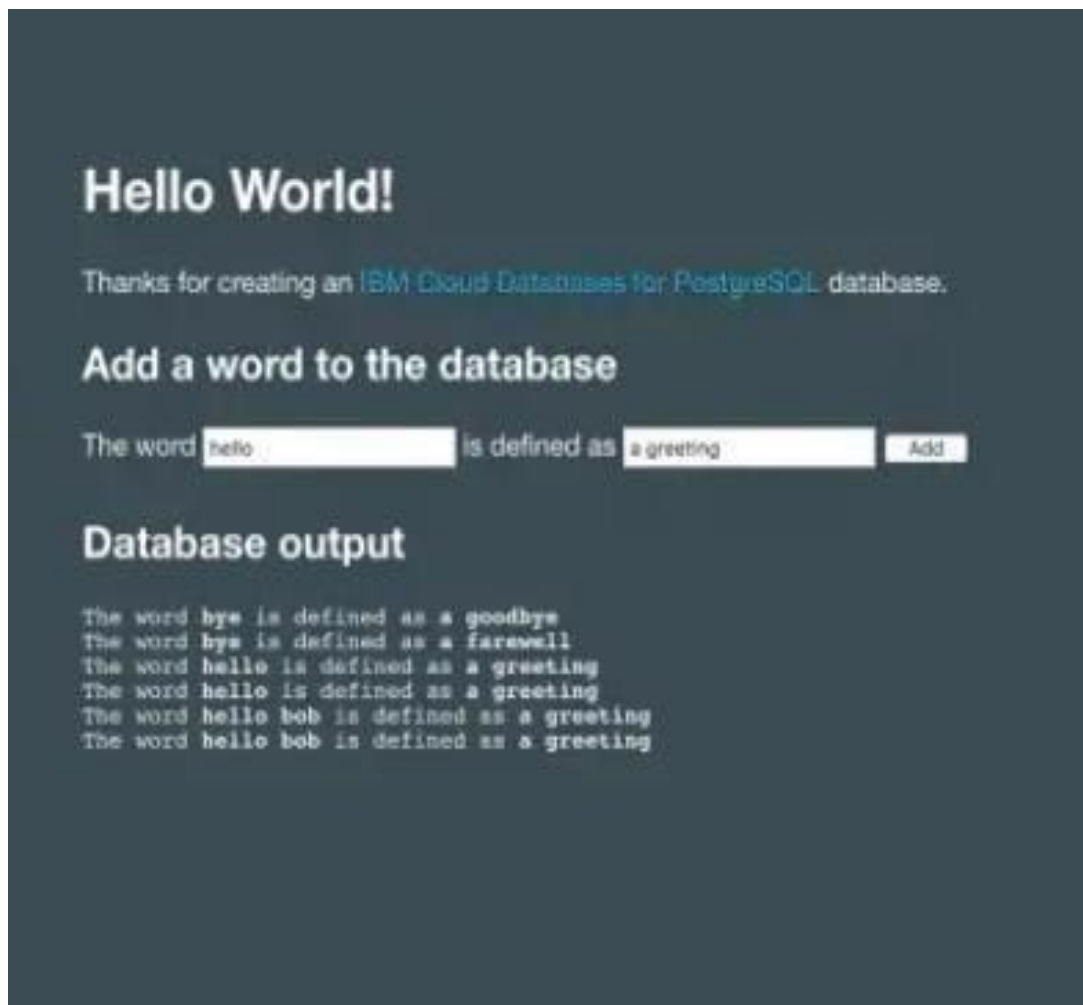 Hello World!
Thanks for creating an IBM Cloud Databases for PostgreSQL database.
Add a word to the database
The word hello is defined as a greeting Add
Database output
The word bye is defined as a goodbye
The word bye is defined as a farewell
The word hello is defined as a greeting
The word hello is defined as a greeting
The word hello bob is defined as a greeting
The word hello bob is defined as a greeting